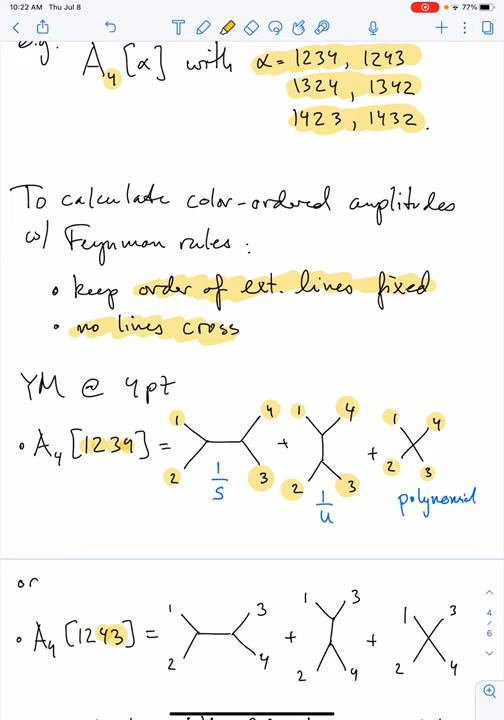 10:22 AM Thu Jul 8
77%
e.g. A₄[α] with α = 1234, 1243
1324, 1342
1423, 1432.
To calculate color-ordered amplitudes
w/ Feynman rules:
• keep order of ext. lines fixed
• no lines cross
YM @ 4pt
• A₄[1234] = 1 2 4 3 1/S + 1 4 2 3 1/u + 1 4 2 3 polynomial
or
• A₄[1243] = 1 2 3 4 + 1 3 2 4 + 1 3 2 4
4/6